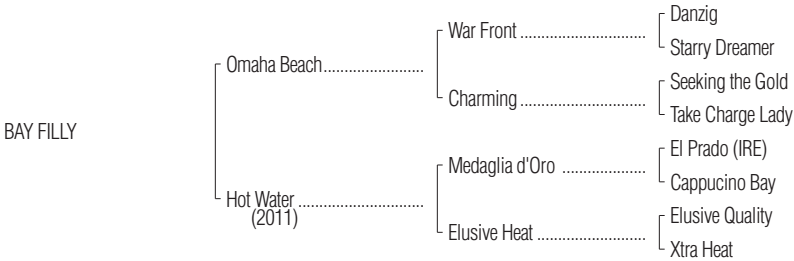 Danzig
War Front ..............................
Starry Dreamer
Omaha Beach........................
Seeking the Gold
Charming ..............................
Take Charge Lady
BAY FILLY
El Prado (IRE)
Medaglia d'Oro ....................
Cappucino Bay
Hot Water ..............................
(2011)
Elusive Quality
Elusive Heat ..........................
Xtra Heat